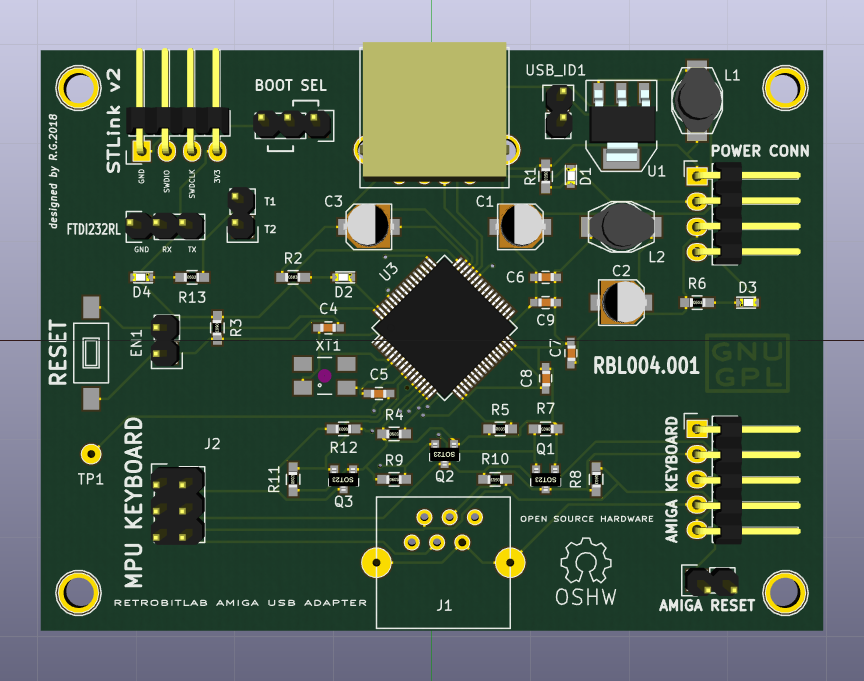 STLink v2
designed by R.G.2018
BOOT SEL
USB_ID1
L1
POWER CONN
U1
R1
D1
GND
SWDIO
SWDCLK
3V3
T1
T2
FTDI232RL
GND
RX
TX
C3
C1
L2
U3
R2
C6
C2
R6
D3
D4
R13
D2
C9
C4
R3
EN1
RESET
XT1
C7
C8
C5
RBL004.001
GNU
GPL
R4
R5
R7
R12
Q1
J2
TP1
MPU KEYBOARD
R11
SOT23
Q3
R9
SOT23
Q2
R10
SOT23
R8
AMIGA KEYBOARD
OPEN SOURCE HARDWARE
OSHW
J1
RETROBITLAB AMIGA USB ADAPTER
AMIGA RESET